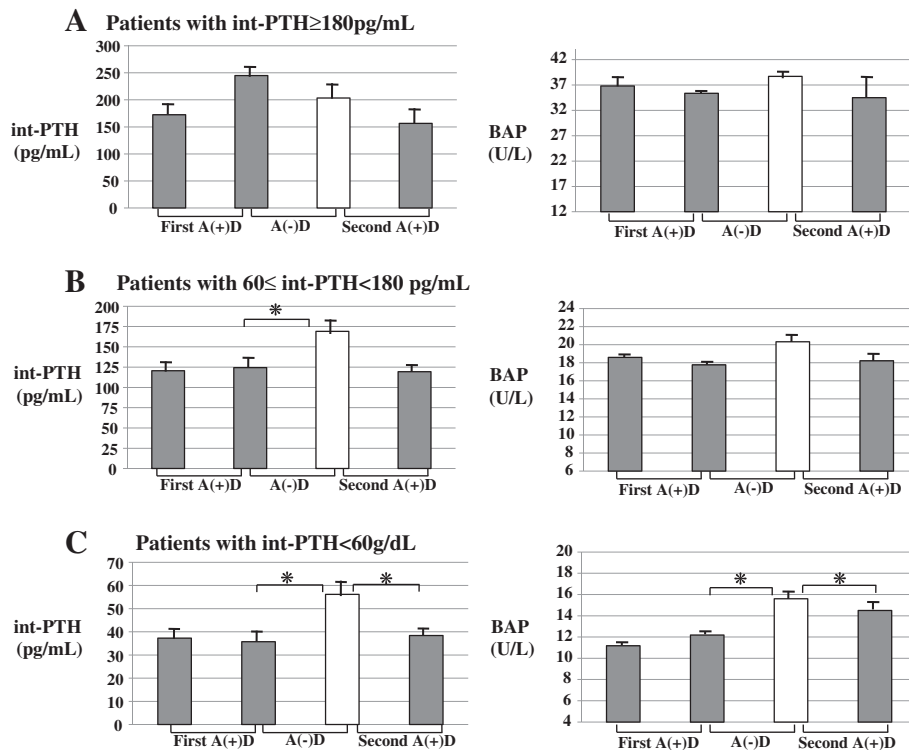 A Patients with int-PTH≥180pg/mL
int-PTH
(pg/mL)
300
250
200
150
100
50
0
First A(+)D A(-)D Second A(+)D
BAP
(U/L)
42
37
32
27
22
17
12
First A(+)D A(-)D Second A(+)D
B Patients with 60≤ int-PTH<180 pg/mL
int-PTH
(pg/mL)
200
175
150
125
100
75
50
25
0
*
First A(+)D A(-)D Second A(+)D
BAP
(U/L)
24
22
20
18
16
14
12
10
8
6
First A(+)D A(-)D Second A(+)D
C Patients with int-PTH<60g/dL
int-PTH
(pg/mL)
70
60
50
40
30
20
10
0
* *
First A(+)D A(-)D Second A(+)D
BAP
(U/L)
20
18
16
14
12
10
8
6
4
* *
First A(+)D A(-)D Second A(+)D